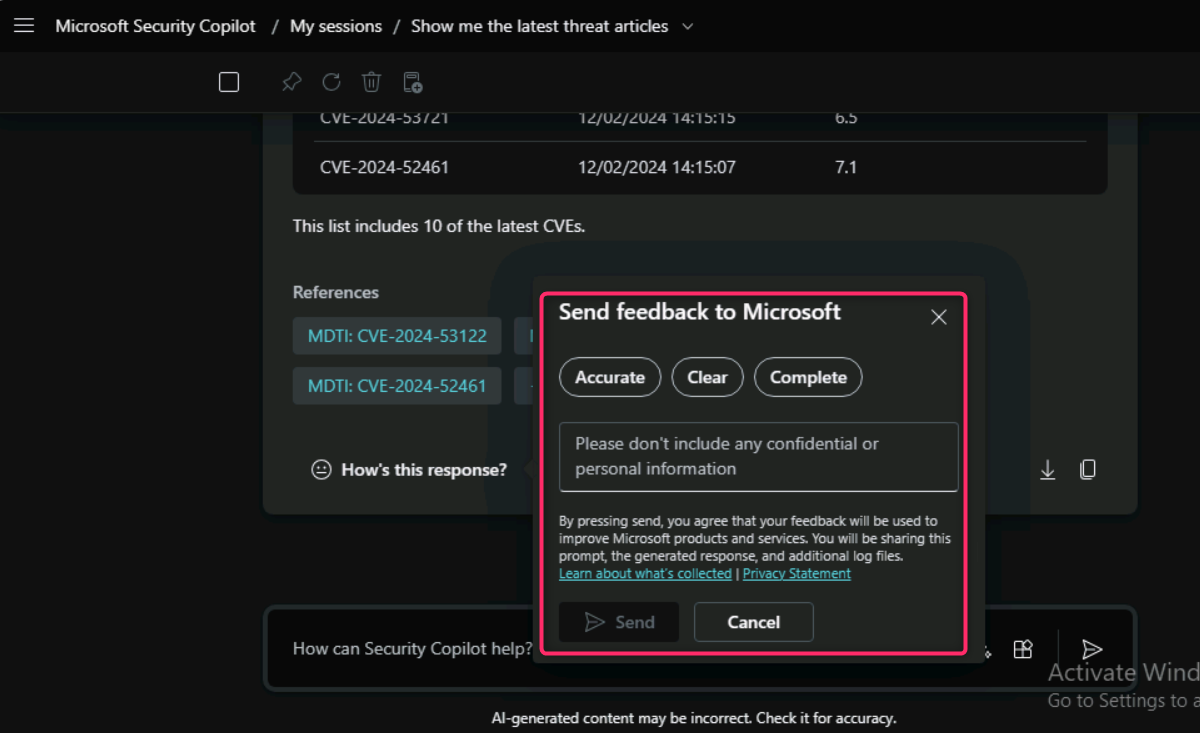 Microsoft Security Copilot / My sessions / Show me the latest threat articles
CVE-2024-53721 12/02/2024 14:15:15 6.5
CVE-2024-52461 12/02/2024 14:15:07 7.1
This list includes 10 of the latest CVEs.
References
MDTI: CVE-2024-53122
MDTI: CVE-2024-52461
How's this response?
Send feedback to Microsoft
Accurate Clear Complete
Please don't include any confidential or
personal information
By pressing send, you agree that your feedback will be used to
improve Microsoft products and services. You will be sharing this
prompt, the generated response, and additional log files.
Learn about what's collected | Privacy Statement
Send Cancel
How can Security Copilot help?
Activate Wind
Go to Settings to a
AI-generated content may be incorrect. Check it for accuracy.